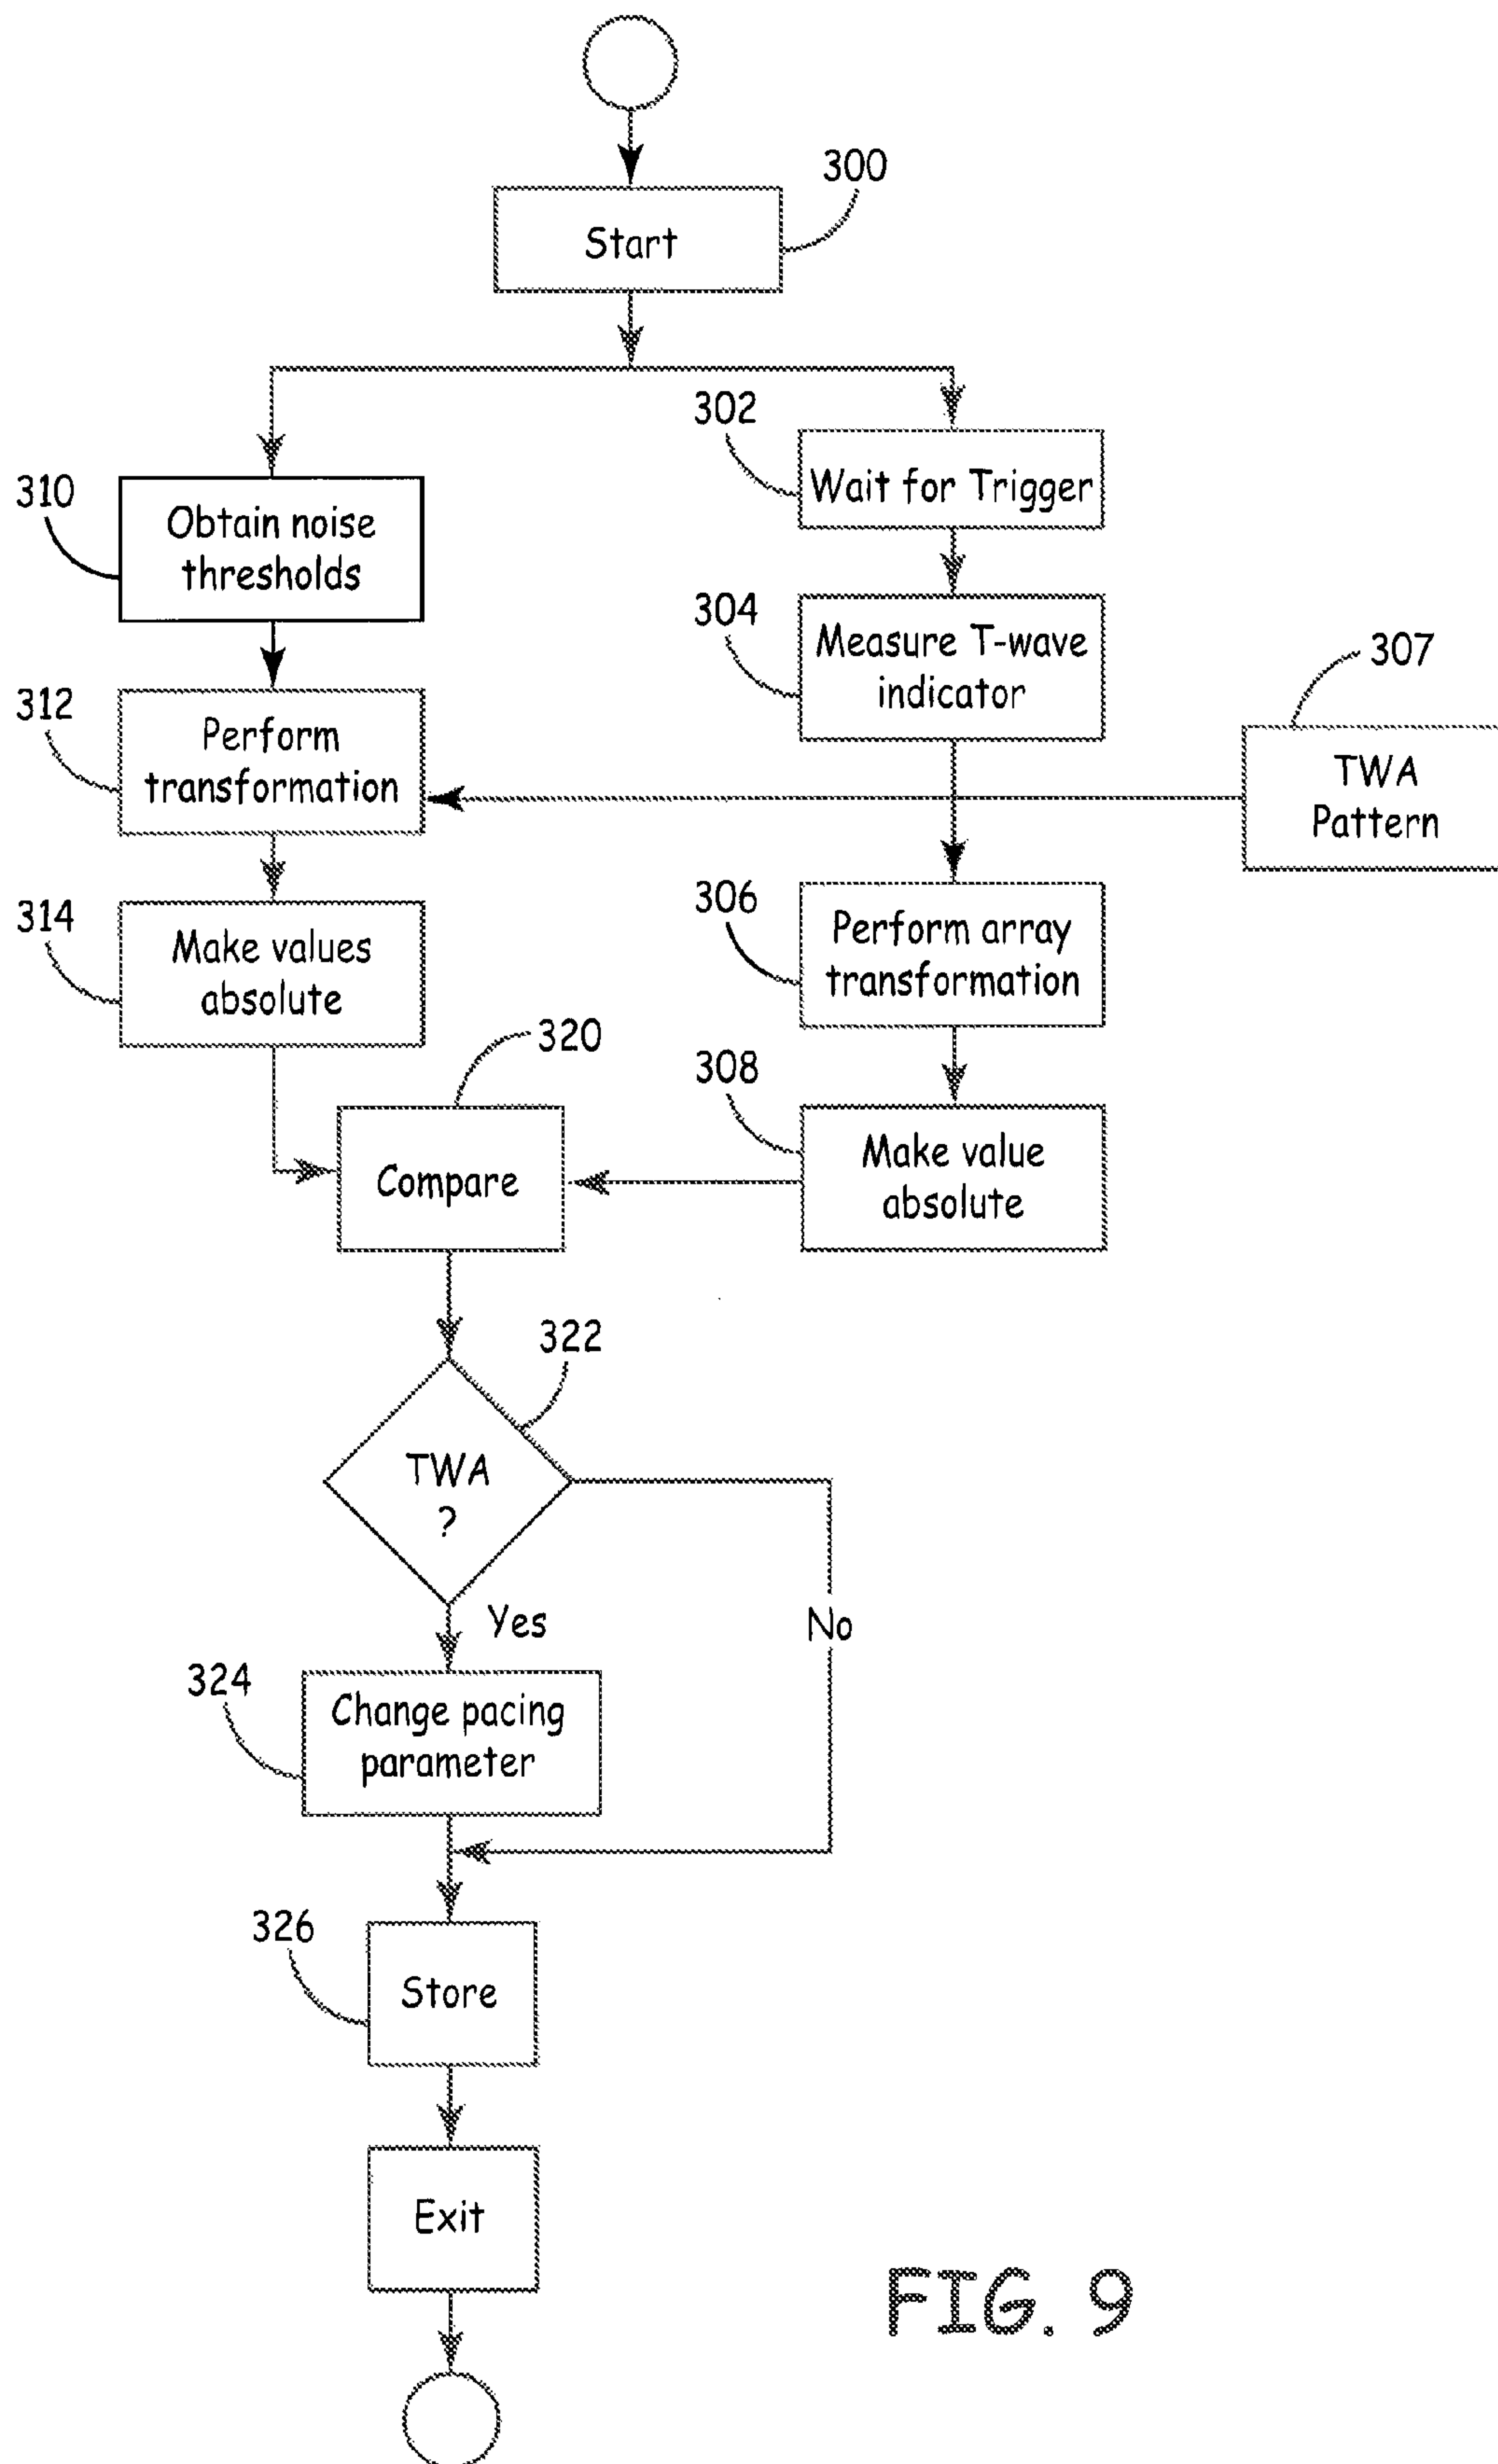 300
Start
302
Wait for Trigger
310
Obtain noise
thresholds
304
Measure T-wave
indicator
307
TWA
Pattern
312
Perform
transformation
306
Perform array
transformation
314
Make values
absolute
320
Compare
308
Make value
absolute
322
TWA
?
Yes
No
324
Change pacing
parameter
326
Store
Exit
FIG. 9